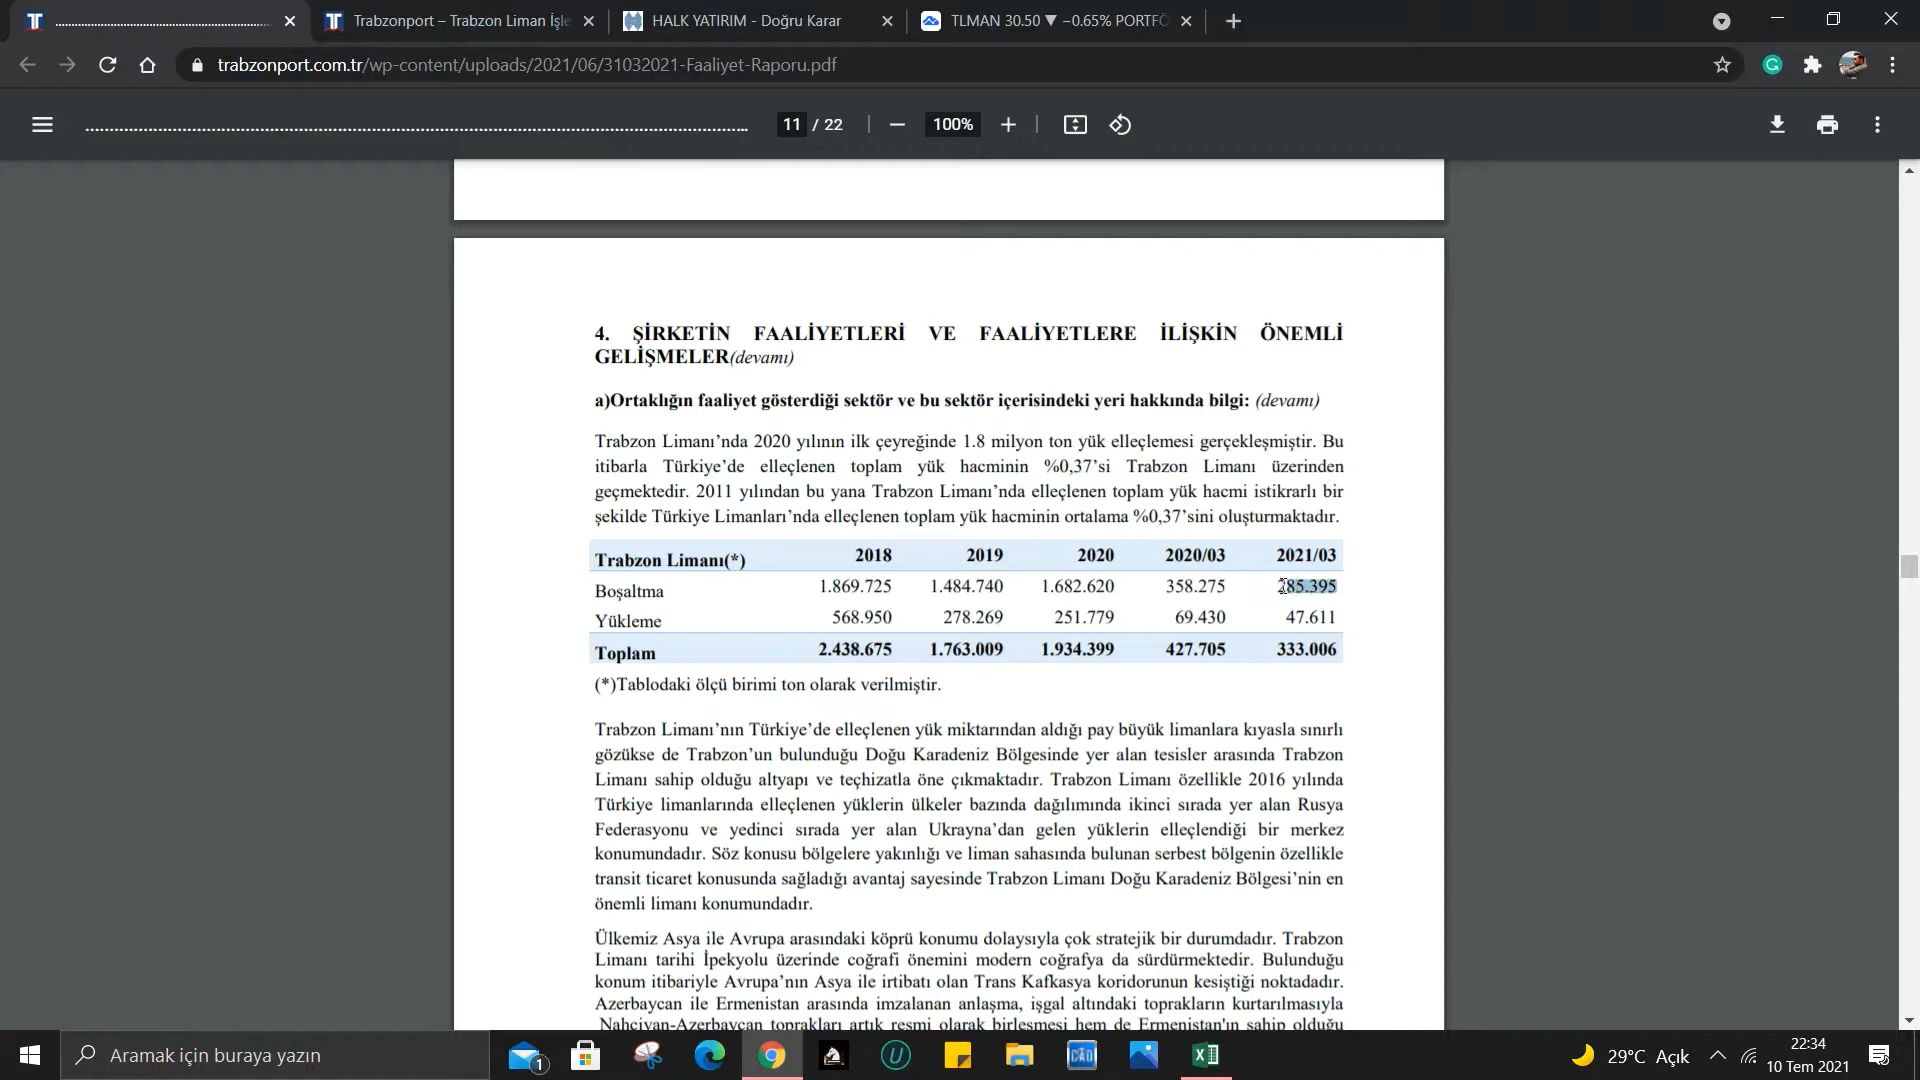 Trabzonport – Trabzon Liman İşle
HALK YATIRIM - Doğru Karar
TLMAN 30.50 ▼ −0.65% PORTFÖ
trabzonport.com.tr/wp-content/uploads/2021/06/31032021-Faaliyet-Raporu.pdf
11 / 22
100%
4. ŞİRKETİN FAALİYETLERİ VE FAALİYETLERE İLİŞKİN ÖNEMLİ
GELİŞMELER(devamı)
a)Ortaklığın faaliyet gösterdiği sektör ve bu sektör içerisindeki yeri hakkında bilgi: (devamı)
Trabzon Limanı’nda 2020 yılının ilk çeyreğinde 1.8 milyon ton yük elleçlemesi gerçekleşmiştir. Bu
itibarla Türkiye’de elleçlenen toplam yük hacminin %0,37’si Trabzon Limanı üzerinden
geçmektedir. 2011 yılından bu yana Trabzon Limanı’nda elleçlenen toplam yük hacmi istikrarlı bir
şekilde Türkiye Limanları’nda elleçlenen toplam yük hacminin ortalama %0,37’sini oluşturmaktadır.
Trabzon Limanı(*) 2018 2019 2020 2020/03 2021/03
Boşaltma 1.869.725 1.484.740 1.682.620 358.275 285.395
Yükleme 568.950 278.269 251.779 69.430 47.611
Toplam 2.438.675 1.763.009 1.934.399 427.705 333.006
(*)Tablodaki ölçü birimi ton olarak verilmiştir.
Trabzon Limanı’nın Türkiye’de elleçlenen yük miktarından aldığı pay büyük limanlara kıyasla sınırlı
gözükse de Trabzon’un bulunduğu Doğu Karadeniz Bölgesinde yer alan tesisler arasında Trabzon
Limanı sahip olduğu altyapı ve teçhizatla öne çıkmaktadır. Trabzon Limanı özellikle 2016 yılında
Türkiye limanlarında elleçlenen yüklerin ülkeler bazında dağılımında ikinci sırada yer alan Rusya
Federasyonu ve yedinci sırada yer alan Ukrayna’dan gelen yüklerin elleçlendiği bir merkez
konumundadır. Söz konusu bölgelere yakınlığı ve liman sahasında bulunan serbest bölgenin özellikle
transit ticaret konusunda sağladığı avantaj sayesinde Trabzon Limanı Doğu Karadeniz Bölgesi’nin en
önemli limanı konumundadır.
Ülkemiz Asya ile Avrupa arasındaki köprü konumu dolaysıyla çok stratejik bir durumdadır. Trabzon
Limanı tarihi İpekyolu üzerinde coğrafi önemini modern coğrafya da sürdürmektedir. Bulunduğu
konum itibariyle Avrupa’nın Asya ile irtibatı olan Trans Kafkasya koridorunun kesiştiği noktadadır.
Azerbaycan ile Ermenistan arasında imzalanan anlaşma, işgal altındaki toprakların kurtarılmasıyla
Nahçivan-Azerbaycan toprakları artık resmi olarak birleşmesi hem de Ermenistan'ın sahip olduğu
Aramak için buraya yazın
1
CAD
29°C Açık
22:34
10 Tem 2021